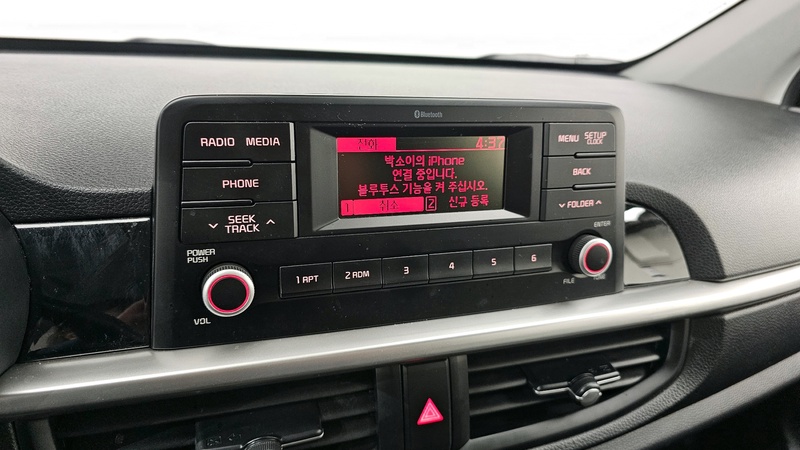 Bluetooth
RADIO MEDIA
PHONE
SEEK
TRACK
전화 4:37
박소이의 iPhone
연결 중입니다.
블루투스 기능을 켜 주십시오.
1 취소 2 신규 등록
MENU SETUP
CLOCK
BACK
FOLDER
POWER
PUSH
VOL
1 RPT 2 RDM 3 4 5 6
ENTER
FILE TUNE